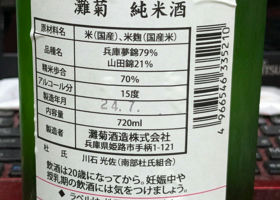 灘菊 純米酒
原材料名 米(国産)、米麹(国産米)
品種名 兵庫夢錦79%
山田錦21%
精米歩合 70%
アルコール分 15度
製造年月 24.7.
内容量 720ml
製造者 灘菊酒造株式会社
兵庫県姫路市手柄1-121
杜氏 川石光佐(南部杜氏組合)
飲酒は20歳になってから。妊娠中や
授乳期の飲酒には気をつけましょう。
4 966546 335210